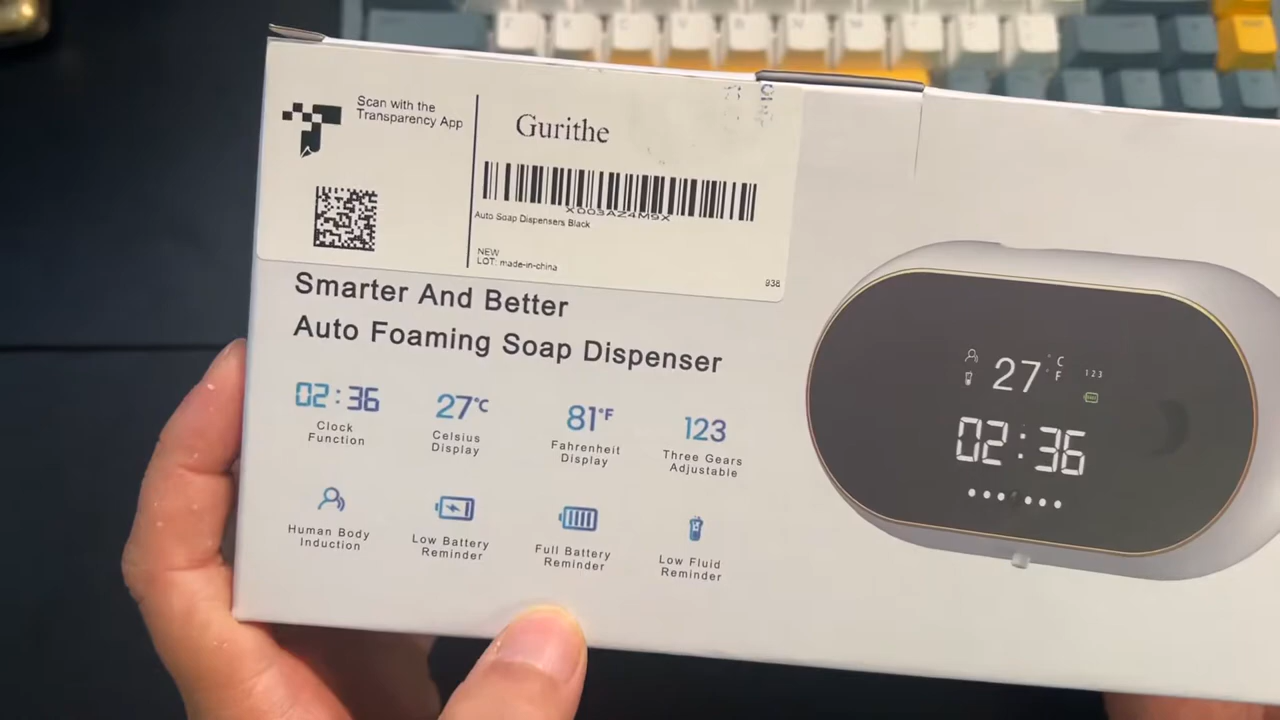 Scan with the
Transparency App
Gurithe
X003AZ4M9X
Auto Soap Dispensers Black
NEW
LOT: made-in-china
938
Smarter And Better
Auto Foaming Soap Dispenser
02:36
Clock
Function
27°C
Celsius
Display
81°F
Fahrenheit
Display
123
Three Gears
Adjustable
Human Body
Induction
Low Battery
Reminder
Full Battery
Reminder
Low Fluid
Reminder
27 °C
°F
123
02:36